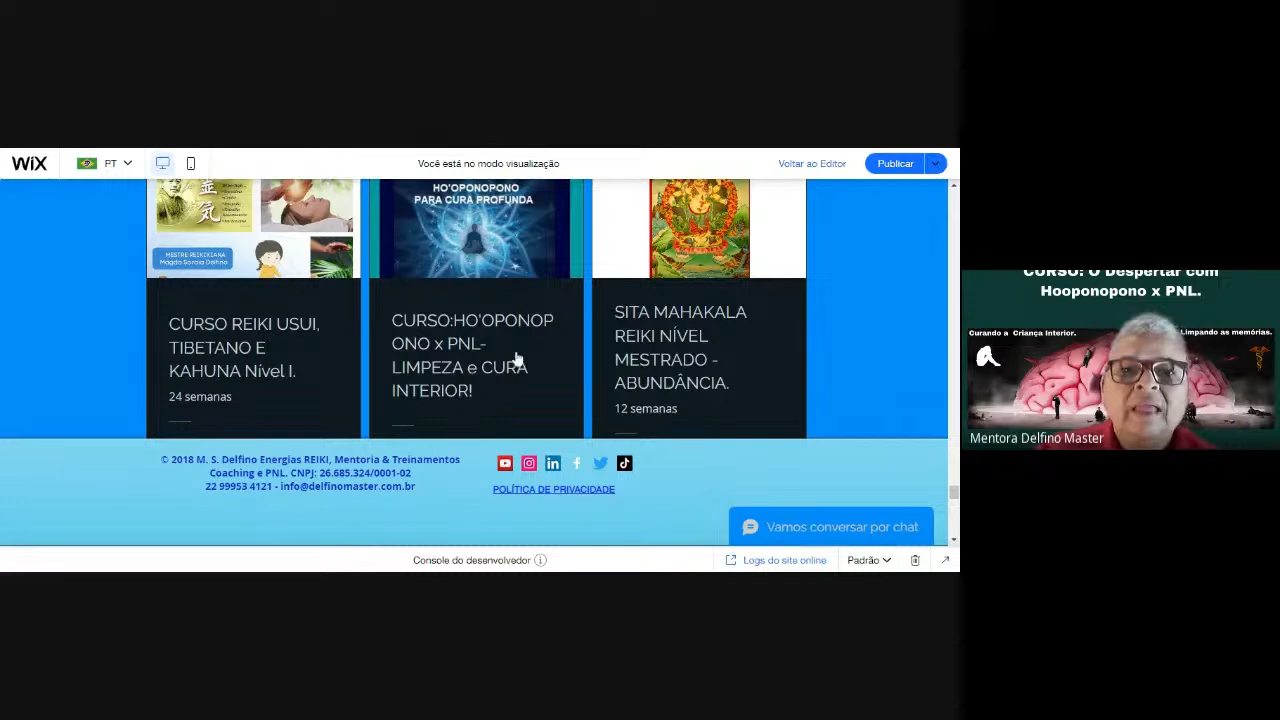 WiX
PT
Você está no modo visualização
Voltar ao Editor
Publicar
靈
気
MESTRE REIKIXIANA
HO'OPONOPONO
PARA CURA PROFUNDA
CURSO REIKI USUI,
TIBETANO E
KAHUNA Nível I.
24 semanas
CURSO:HO'OPONOP
ONO x PNL-
LIMPEZA e CURA
INTERIOR!
SITA MAHAKALA
REIKI NÍVEL
MESTRADO -
ABUNDÂNCIA.
12 semanas
© 2018 M. S. Delfino Energias REIKI, Mentoria & Treinamentos
Coaching e PNL. CNPJ: 26.685.324/0001-02
22 99953 4121 - info@delfinomaster.com.br
POLÍTICA DE PRIVACIDADE
Vamos conversar por chat
Console do desenvolvedor
Logs do site online
Padrão
CURSO: O Despertar com
Hooponopono x PNL.
Curando a Criança Interior.
Limpando as memórias.
Mentora Delfino Master